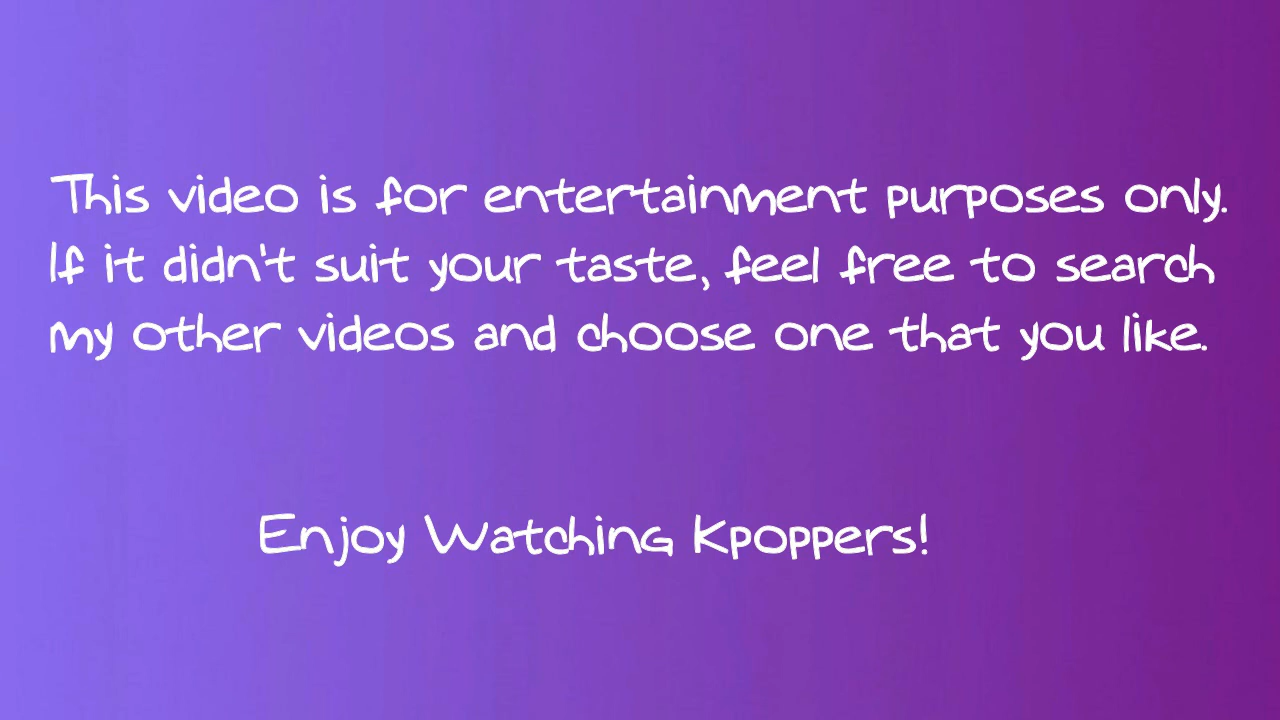 This video is for entertainment purposes only.
If it didn't suit your taste, feel free to search
my other videos and choose one that you like.
Enjoy Watching Kpoppers!